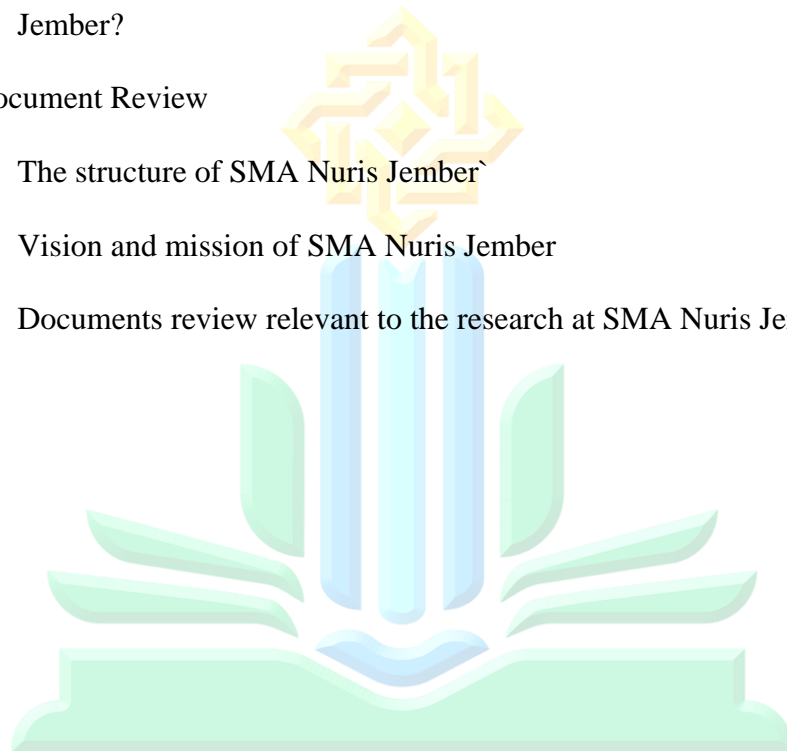 Jember?
ocument Review
The structure of SMA Nuris Jember`
Vision and mission of SMA Nuris Jember
Documents review relevant to the research at SMA Nuris Je